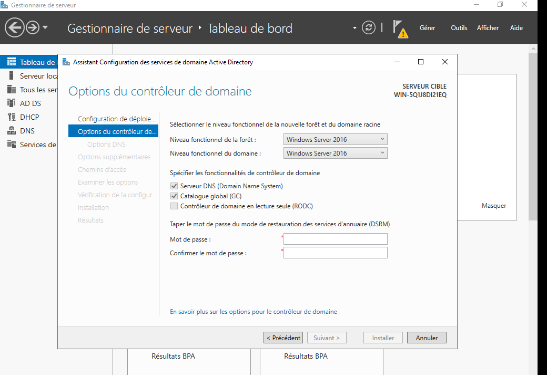 Gestionnaire de serveur
Gestionnaire de serveur • Tableau de bord
Gérer Outils Afficher Aide
Tableau de
Serveur loc
Tous les ser
AD DS
DHCP
DNS
Services de
Assistant Configuration des services de domaine Active Directory
Options du contrôleur de domaine
SERVEUR CIBLE
Configuration de déploie...
Options du contrôleur de...
Options DNS
Options supplémentaires
Chemins d'accès
Examiner les options
Vérification de la configur...
Installation
Résultats
Sélectionner le niveau fonctionnel de la nouvelle forêt et du domaine racine
Niveau fonctionnel de la forêt : Windows Server 2016
Niveau fonctionnel du domaine : Windows Server 2016
Spécifier les fonctionnalités de contrôleur de domaine
Serveur DNS (Domain Name System)
Catalogue global (GC)
Contrôleur de domaine en lecture seule (RODC)
Taper le mot de passe du mode de restauration des services d'annuaire (DSRM)
Mot de passe :
Confirmer le mot de passe :
En savoir plus sur les options pour le contrôleur de domaine
< Précédent Suivant > Installer Annuler
Masquer
Résultats BPA Résultats BPA